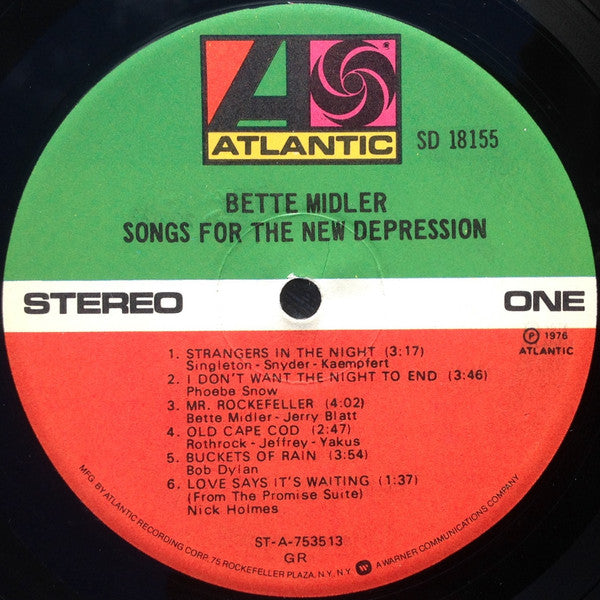 ATLANTIC
SD 18155
BETTE MIDLER
SONGS FOR THE NEW DEPRESSION
STEREO
ONE
Ⓟ 1976
ATLANTIC
1. STRANGERS IN THE NIGHT (3:17)
Singleton - Snyder - Kaempfert
2. I DON'T WANT THE NIGHT TO END (3:46)
Phoebe Snow
3. MR. ROCKEFELLER (4:02)
Bette Midler - Jerry Blatt
4. OLD CAPE COD (2:47)
Rothrock - Jeffrey - Yakus
5. BUCKETS OF RAIN (3:54)
Bob Dylan
6. LOVE SAYS IT'S WAITING (1:37)
(From The Promise Suite)
Nick Holmes
ST-A-753513
GR
MFG. BY ATLANTIC RECORDING CORP. 75 ROCKEFELLER PLAZA, N.Y., N.Y. A WARNER COMMUNICATIONS COMPANY